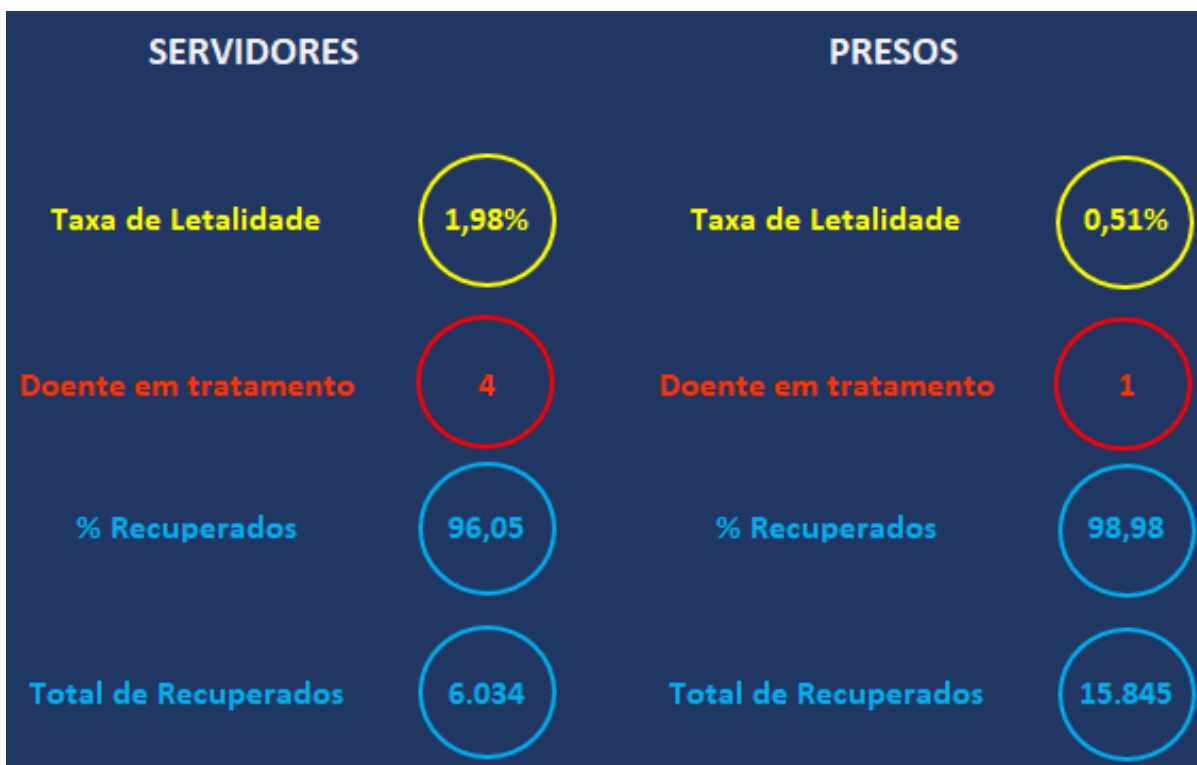 SERVIDORES
PRESOS
Taxa de Letalidade 1,98%
Taxa de Letalidade 0,51%
Doente em tratamento 4
Doente em tratamento 1
% Recuperados 96,05
% Recuperados 98,98
Total de Recuperados 6.034
Total de Recuperados 15.845